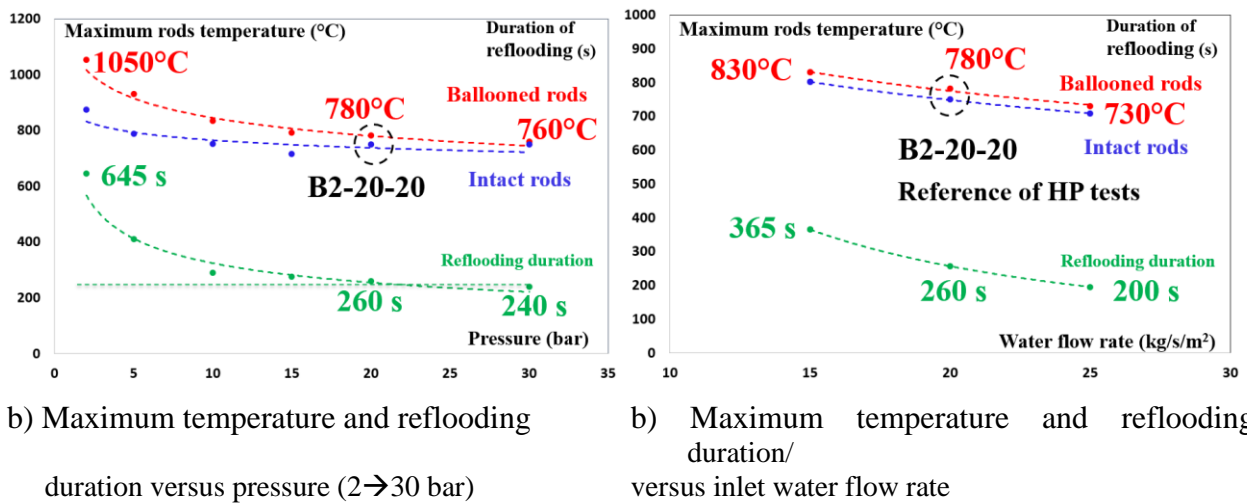 Maximum rods temperature (°C)
Duration of
reflooding (s)
1200
1000
800
600
400
200
0
1050°C
780°C
Ballooned rods
760°C
B2-20-20
Intact rods
645 s
Reflooding duration
260 s
240 s
Pressure (bar)
0 5 10 15 20 25 30 35
Maximum rods temperature (°C)
Duration of
reflooding (s)
1000
900
800
700
600
500
400
300
200
100
0
830°C
780°C
Ballooned rods
730°C
B2-20-20
Intact rods
Reference of HP tests
365 s
Reflooding duration
260 s
200 s
Water flow rate (kg/s/m²)
10 15 20 25 30
b) Maximum temperature and reflooding
duration versus pressure (2→30 bar)
b) Maximum temperature and reflooding
duration/
versus inlet water flow rate